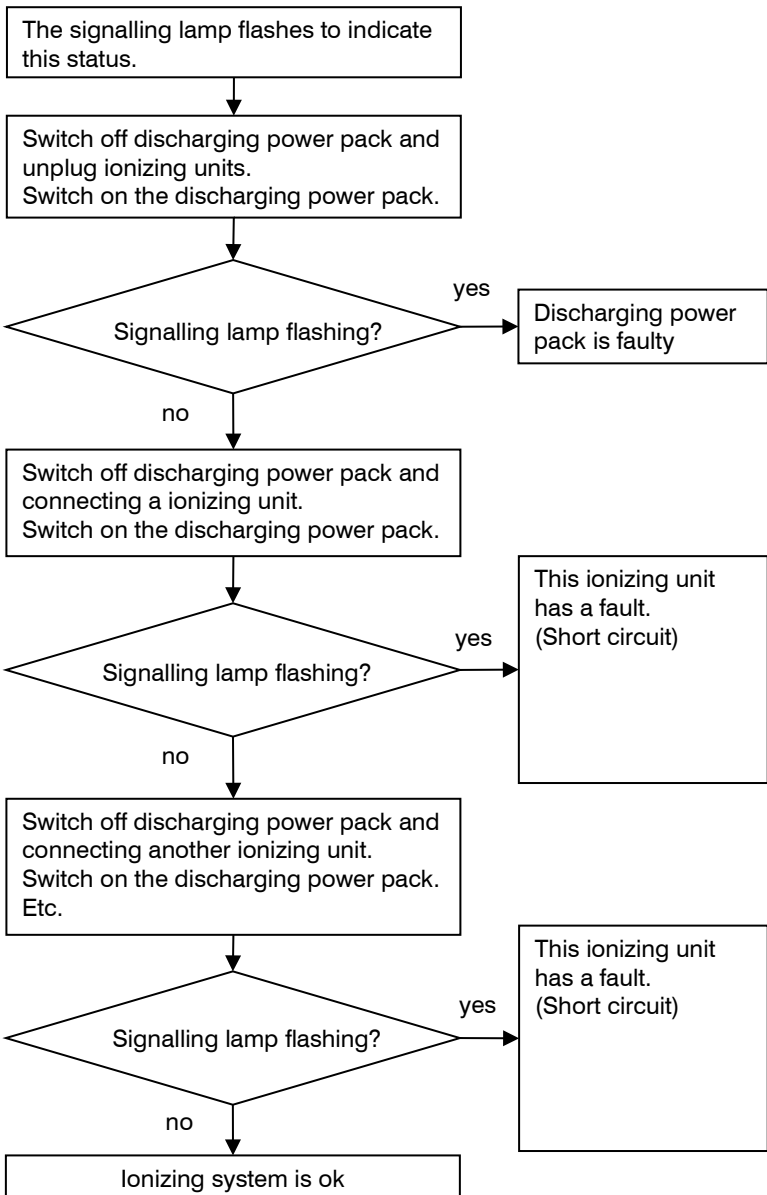 The signalling lamp flashes to indicate
this status.
Switch off discharging power pack and
unplug ionizing units.
Switch on the discharging power pack.
Signalling lamp flashing?
yes
Discharging power
pack is faulty
no
Switch off discharging power pack and
connecting a ionizing unit.
Switch on the discharging power pack.
Signalling lamp flashing?
yes
This ionizing unit
has a fault.
(Short circuit)
no
Switch off discharging power pack and
connecting another ionizing unit.
Switch on the discharging power pack.
Etc.
Signalling lamp flashing?
yes
This ionizing unit
has a fault.
(Short circuit)
no
Ionizing system is ok